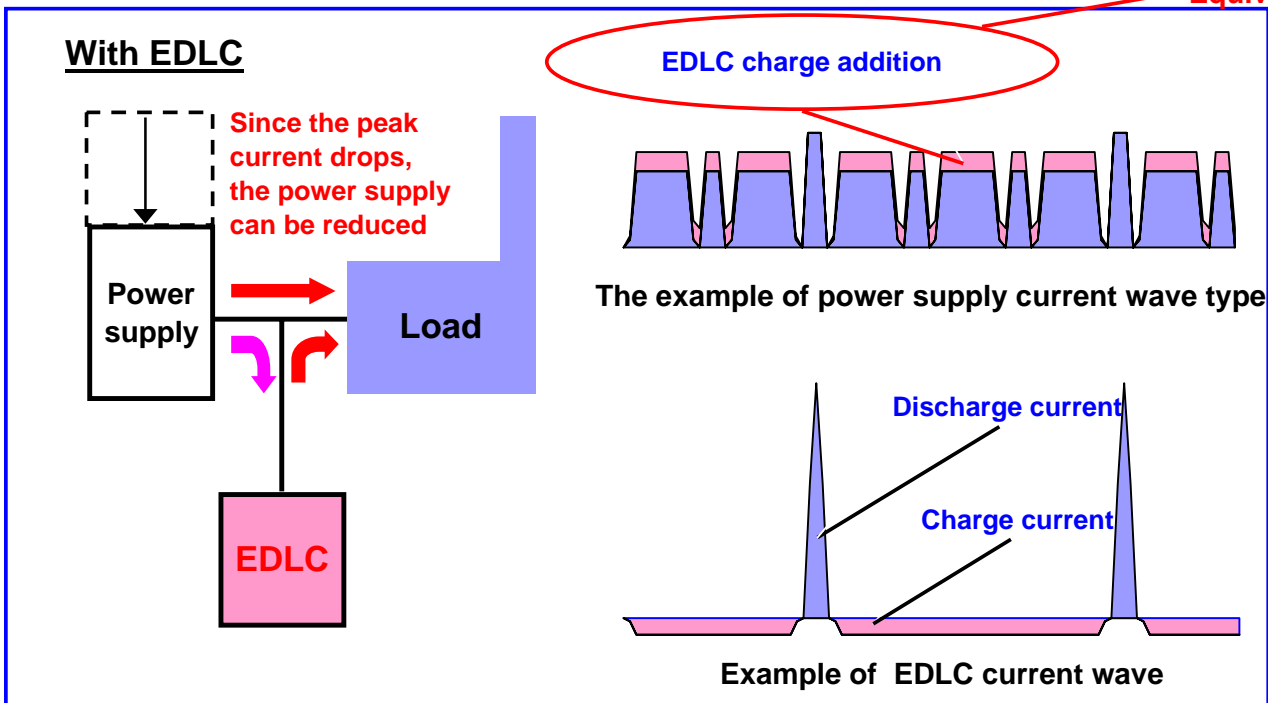 Equiv
With EDLC
EDLC charge addition
Since the peak
current drops,
the power supply
can be reduced
Power
supply
Load
The example of power supply current wave type
Discharge current
Charge current
EDLC
Example of  EDLC current wave